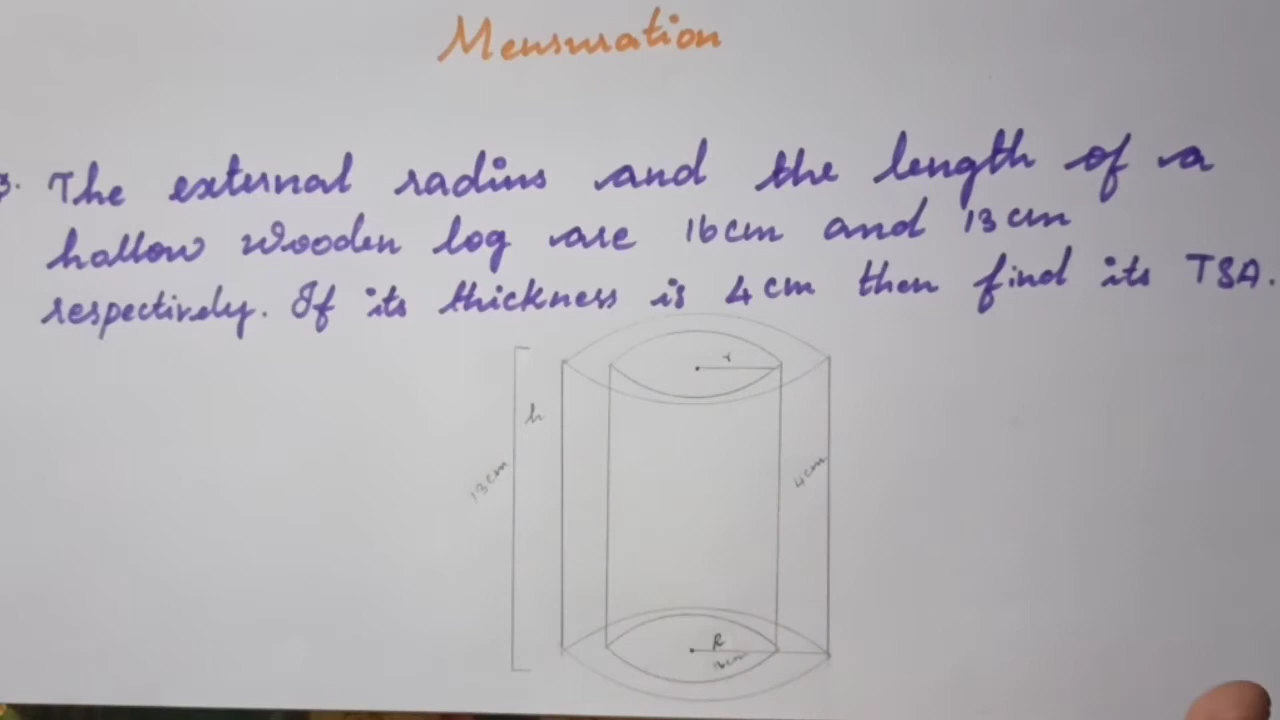 Mensuration
3. The external radius and the length of a
hallow wooden log are 16cm and 13cm
respectively. If its thickness is 4cm then find its TSA.
r
h
13cm
4cm
R
16cm